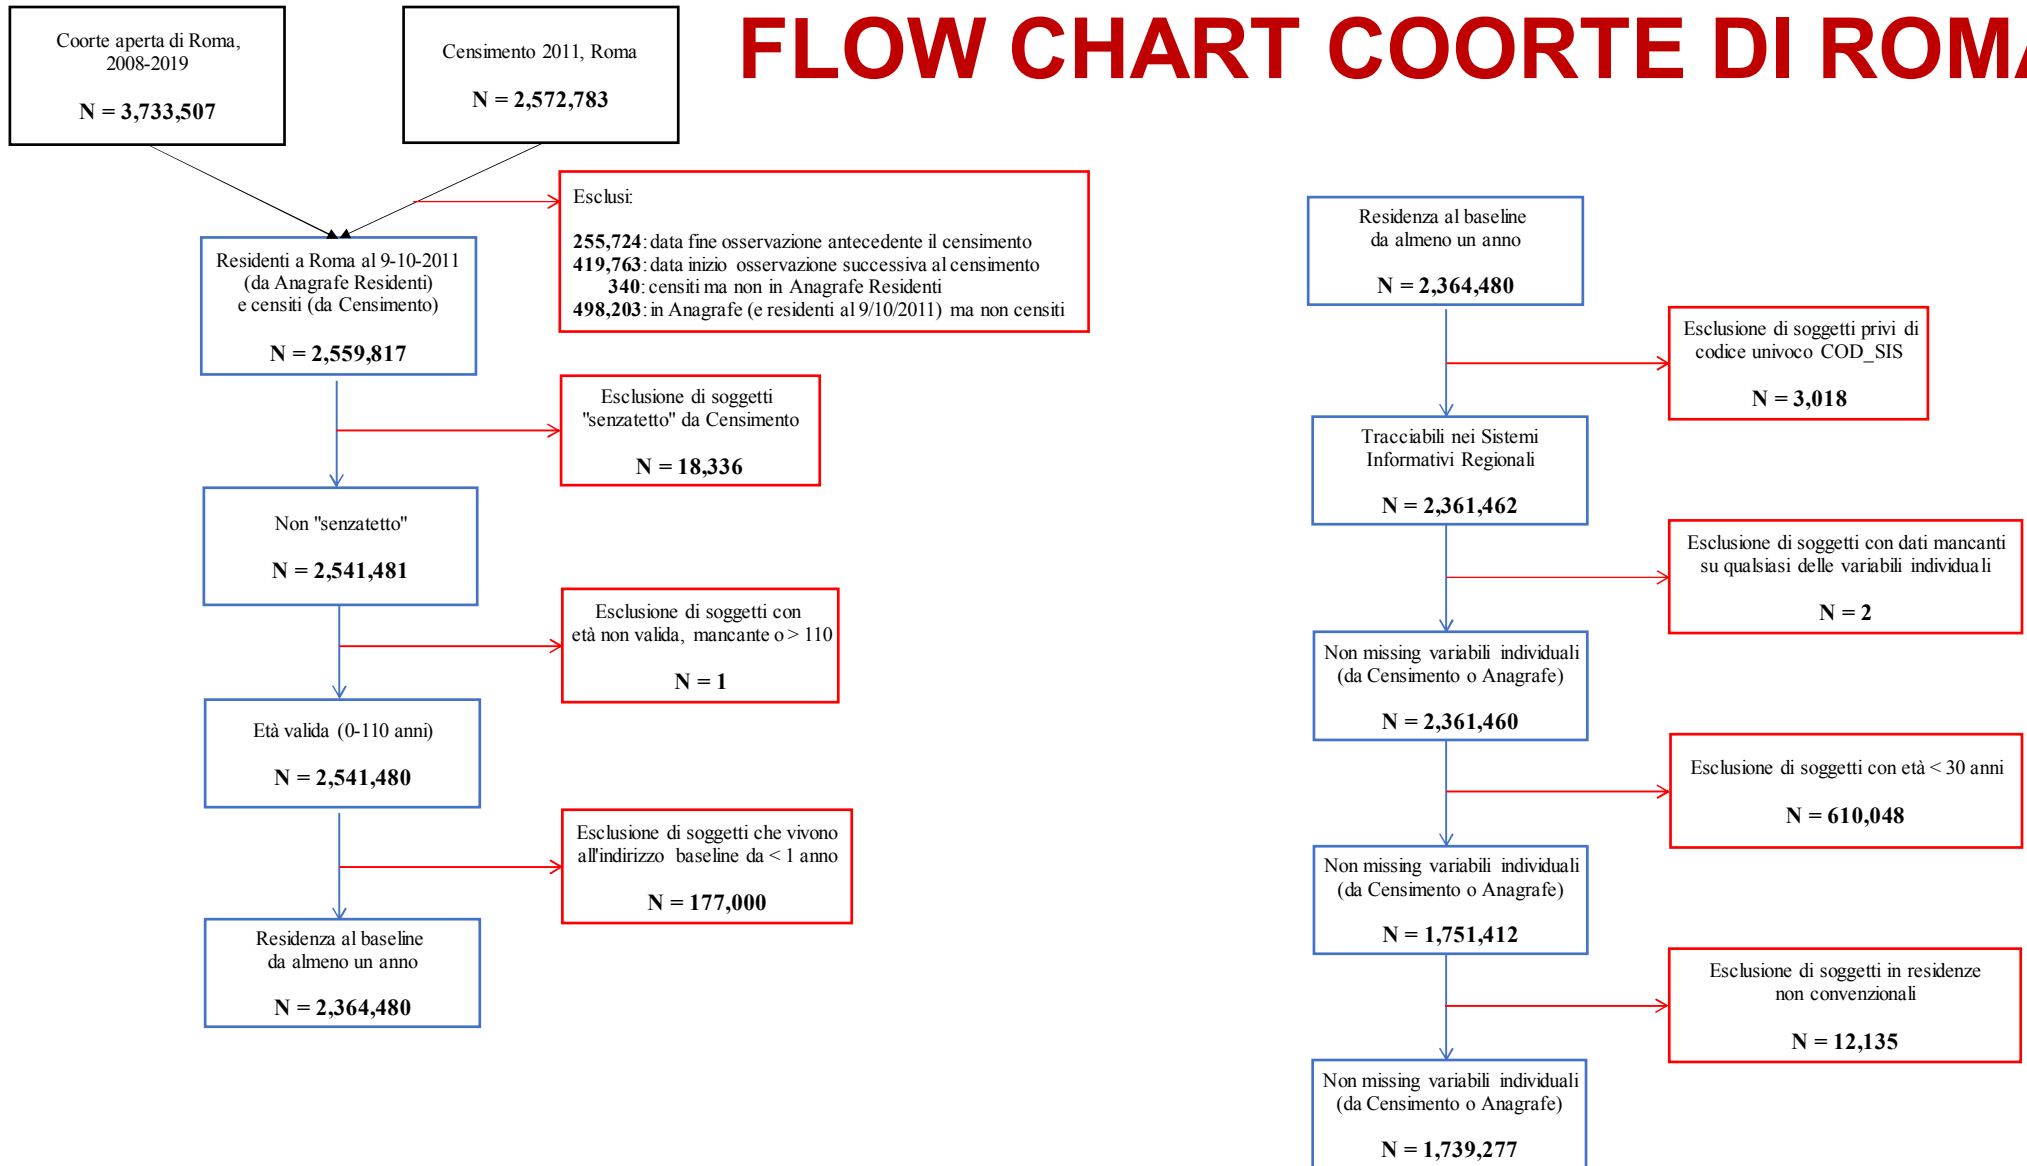 FLOW CHART COORTE DI ROMA
Coorte aperta di Roma,
2008-2019
N = 3,733,507
Censimento 2011, Roma
N = 2,572,783
Esclusi:
255,724: data fine osservazione antecedente il censimento
419,763: data inizio osservazione successiva al censimento
340: censiti ma non in Anagrafe Residenti
498,203: in Anagrafe (e residenti al 9/10/2011) ma non censiti
Residenti a Roma al 9-10-2011
(da Anagrafe Residenti)
e censiti (da Censimento)
N = 2,559,817
Esclusione di soggetti
"senzatetto" da Censimento
N = 18,336
Non "senzatetto"
N = 2,541,481
Esclusione di soggetti con
età non valida, mancante o > 110
N = 1
Età valida (0-110 anni)
N = 2,541,480
Esclusione di soggetti che vivono
all'indirizzo baseline da < 1 anno
N = 177,000
Residenza al baseline
da almeno un anno
N = 2,364,480
Residenza al baseline
da almeno un anno
N = 2,364,480
Esclusione di soggetti privi di
codice univoco COD_SIS
N = 3,018
Tracciabili nei Sistemi
Informativi Regionali
N = 2,361,462
Esclusione di soggetti con dati mancanti
su qualsiasi delle variabili individuali
N = 2
Non missing variabili individuali
(da Censimento o Anagrafe)
N = 2,361,460
Esclusione di soggetti con età < 30 anni
N = 610,048
Non missing variabili individuali
(da Censimento o Anagrafe)
N = 1,751,412
Esclusione di soggetti in residenze
non convenzionali
N = 12,135
Non missing variabili individuali
(da Censimento o Anagrafe)
N = 1,739,277